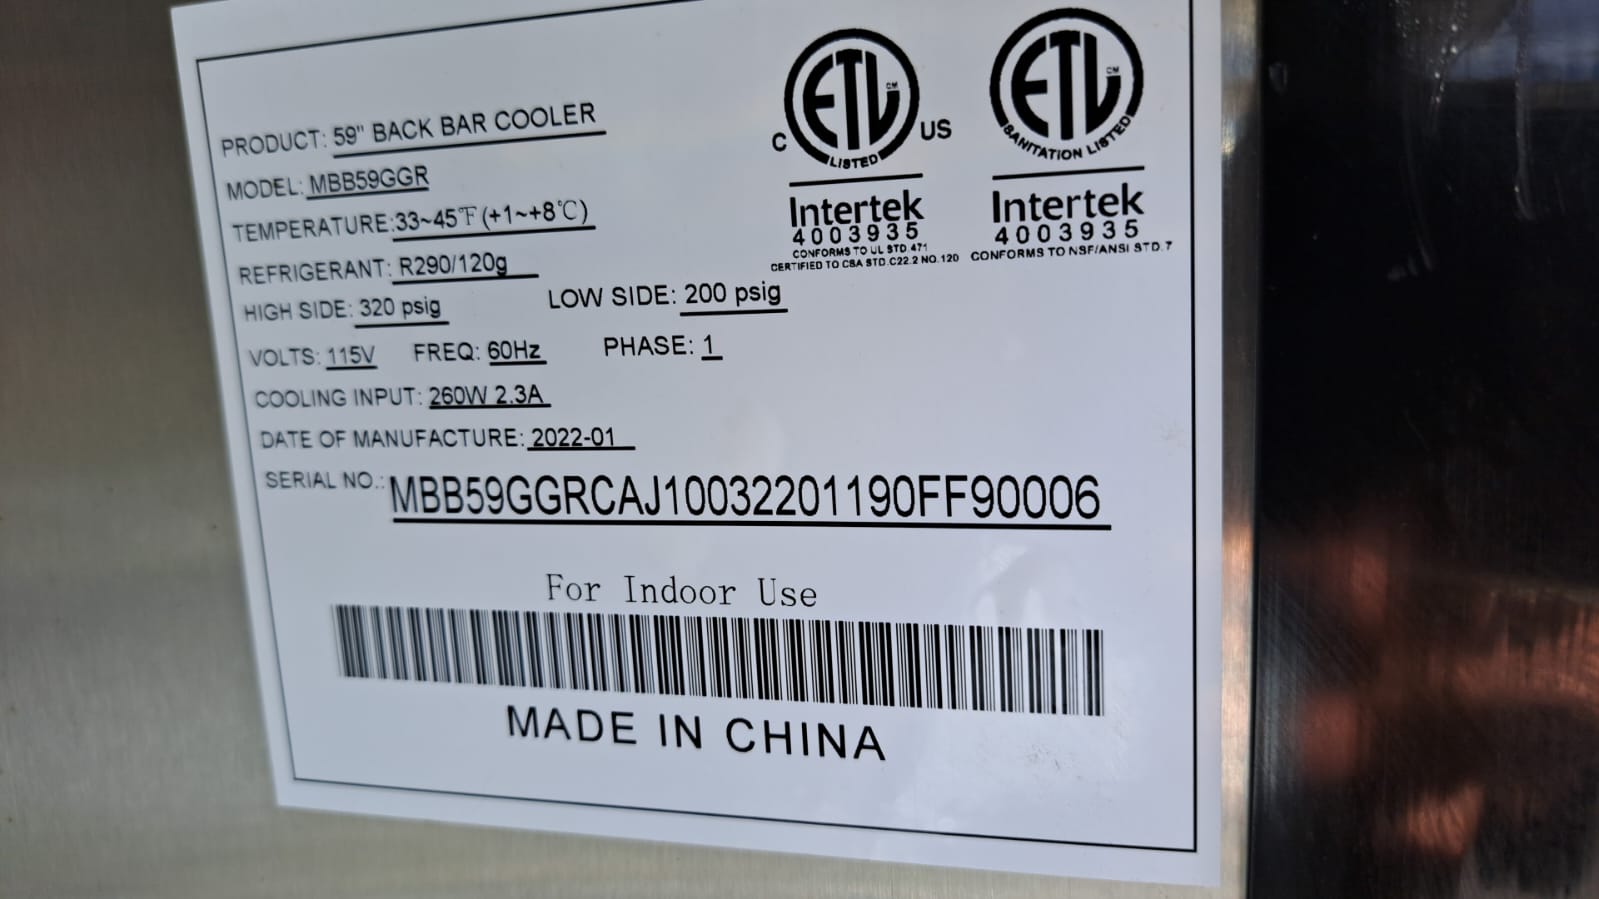 PRODUCT: 59" BACK BAR COOLER
MODEL: MBB59GGR
TEMPERATURE:33~45℉(+1~+8℃)
REFRIGERANT: R290/120g
HIGH SIDE: 320 psig LOW SIDE: 200 psig
VOLTS: 115V FREQ: 60Hz PHASE: 1
COOLING INPUT: 260W 2.3A
DATE OF MANUFACTURE: 2022-01
SERIAL NO.: MBB59GGRCAJ10032201190FF90006
For Indoor Use
MADE IN CHINA
ETL CM
C LISTED US
Intertek
4003935
CONFORMS TO UL STD.471
CERTIFIED TO CSA STD.C22.2 NO.120
ETL CM
SANITATION LISTED
Intertek
4003935
CONFORMS TO NSF/ANSI STD.7